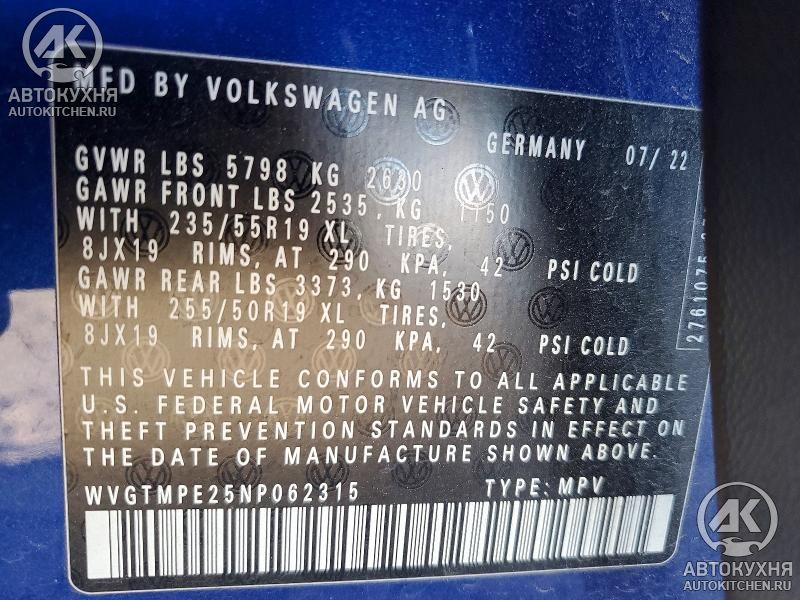 AK
АВТОКУХНЯ
AUTOKITCHEN.RU
MFD BY VOLKSWAGEN AG
GERMANY 07/ 22
GVWR LBS 5798 KG 2630
GAWR FRONT LBS 2535, KG 1150
WITH 235/55R19 XL TIRES,
8JX19 RIMS, AT 290 KPA, 42 PSI COLD
GAWR REAR LBS 3373, KG 1530
WITH 255/50R19 XL TIRES,
8JX19 RIMS, AT 290 KPA, 42 PSI COLD
THIS VEHICLE CONFORMS TO ALL APPLICABLE
U.S. FEDERAL MOTOR VEHICLE SAFETY AND
THEFT PREVENTION STANDARDS IN EFFECT ON
THE DATE OF MANUFACTURE SHOWN ABOVE.
WVGTMPE25NP062315 TYPE: MPV
2761075
AK
АВТОКУХНЯ
AUTOKITCHEN.RU